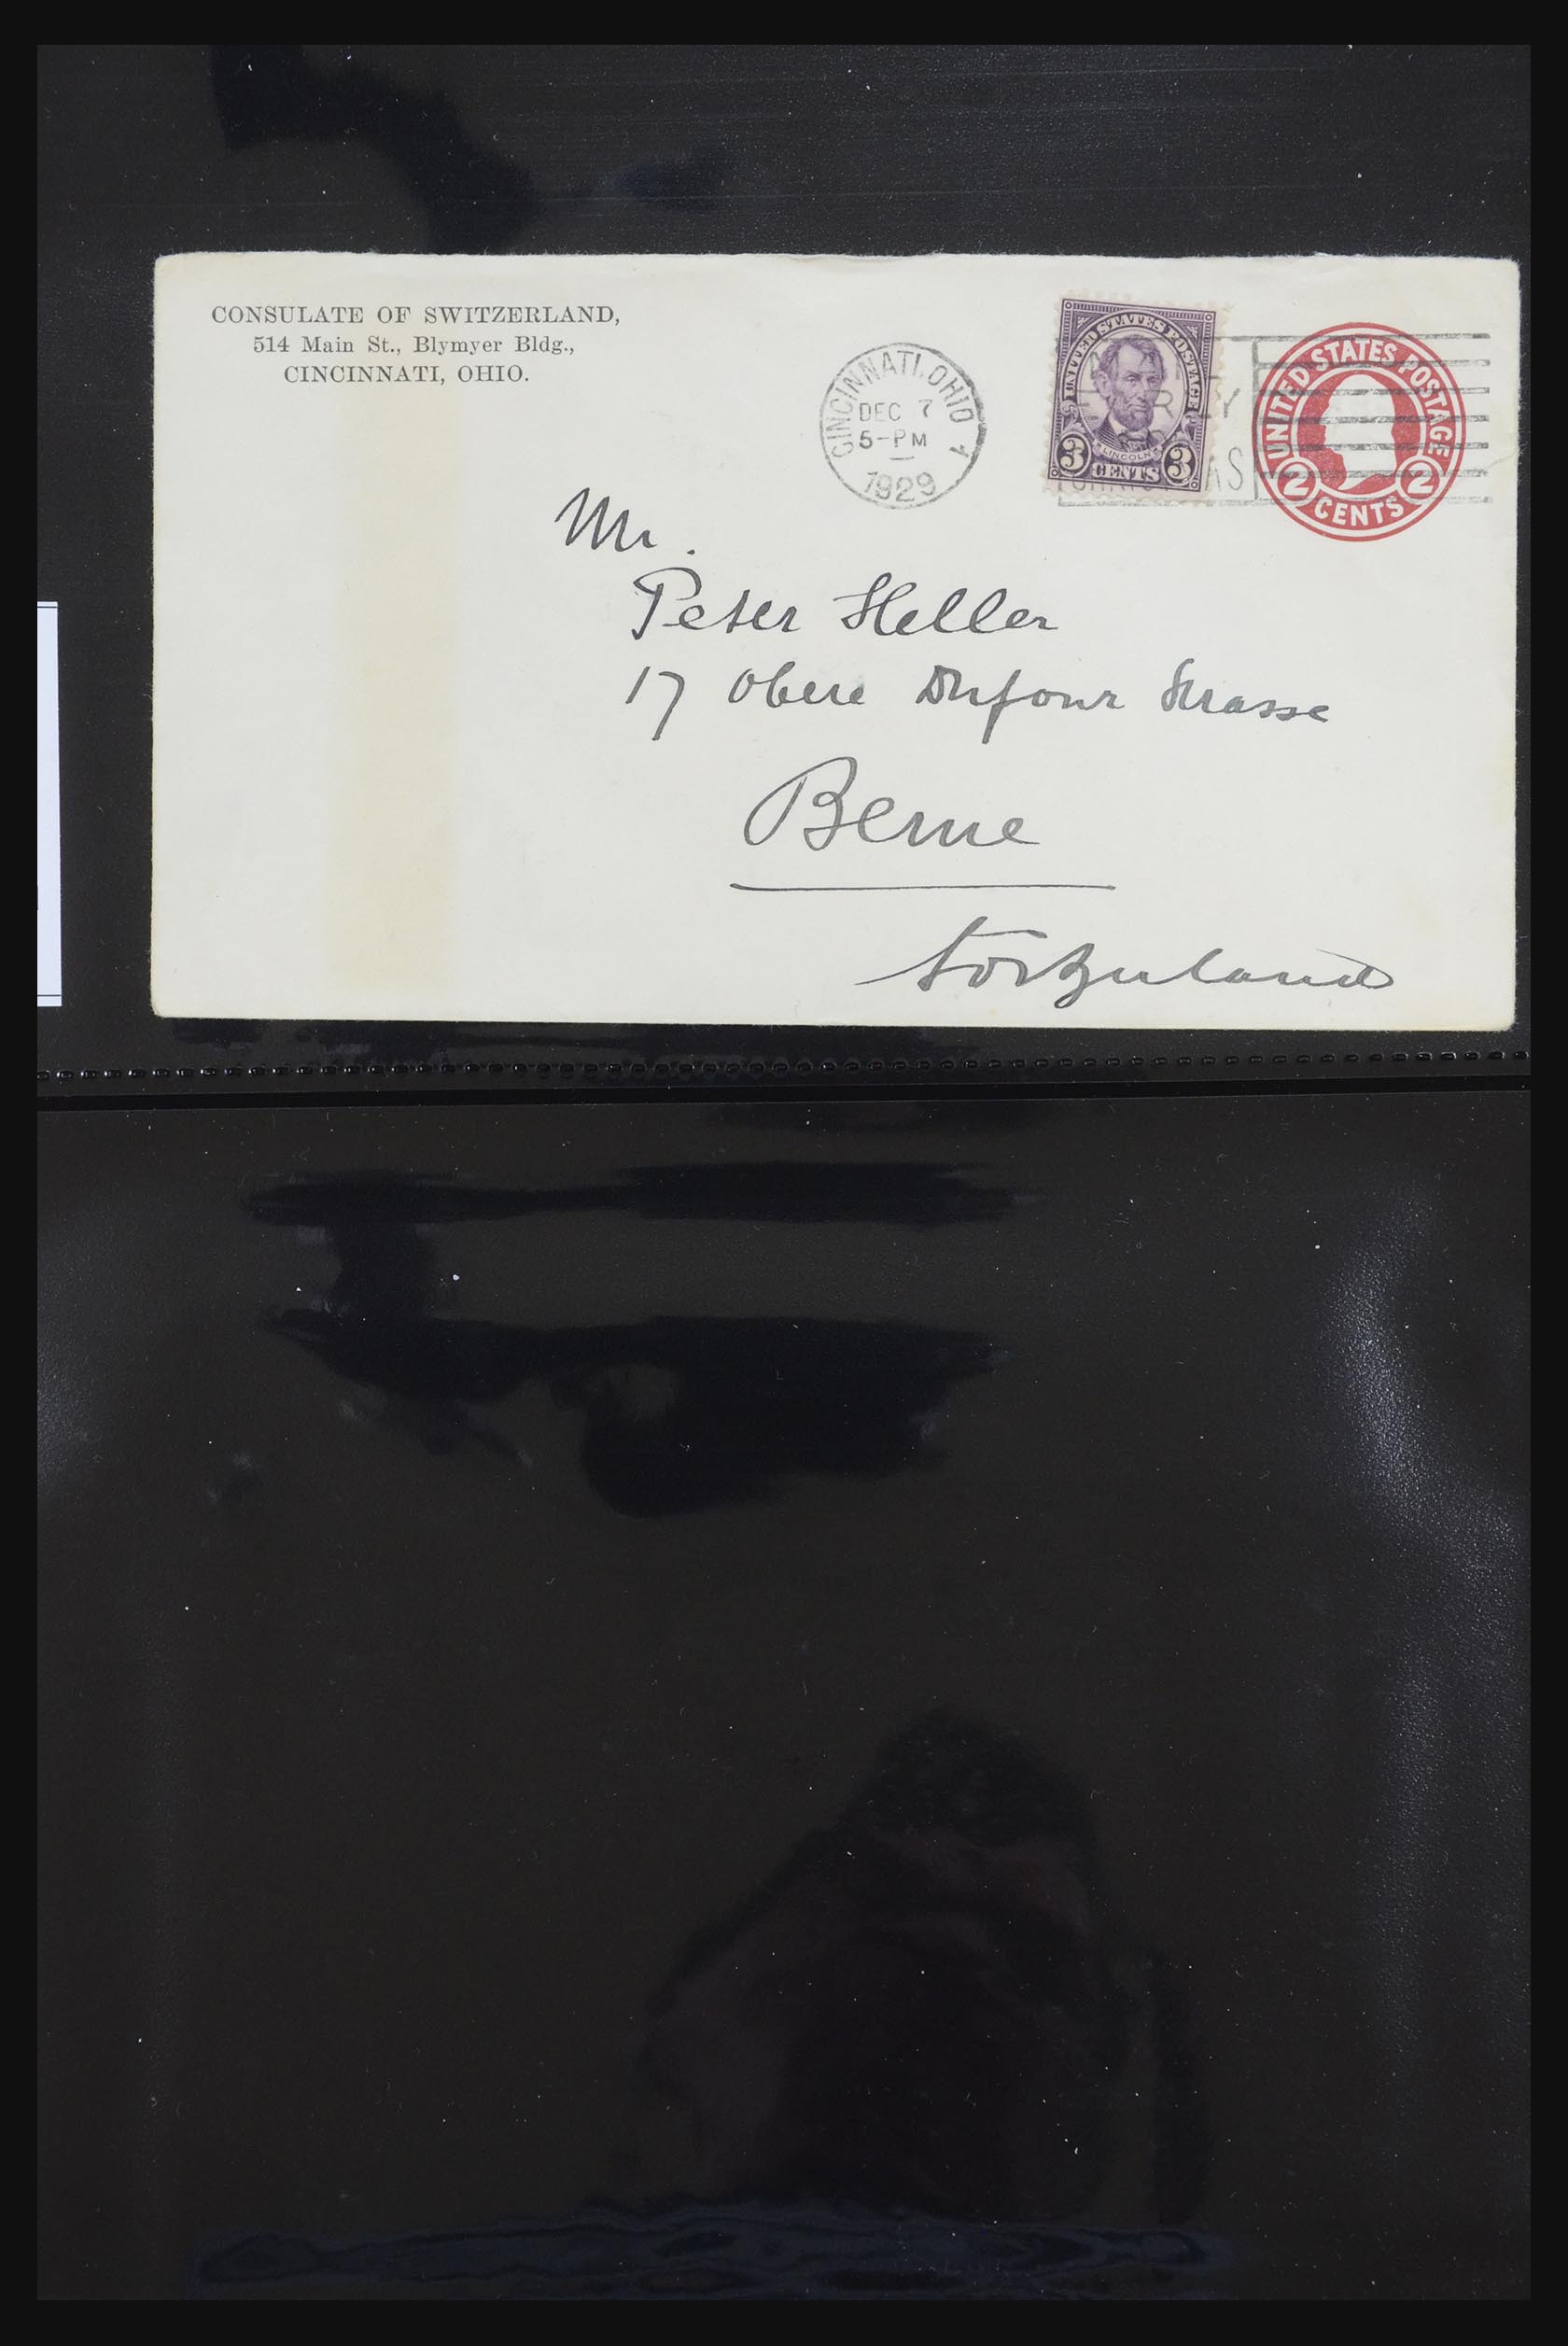 CONSULATE OF SWITZERLAND,
514 Main St., Blymyer Bldg.,
CINCINNATI, OHIO.
CINCINNATI, OHIO 1
DEC 7
5-PM
1929
UNITED STATES POSTAGE
LINCOLN
3 CENTS 3
UNITED STATES POSTAGE
2 CENTS 2
Mr.
Peter Heller
17 Obere Dufour Strasse
Berne
Switzerland